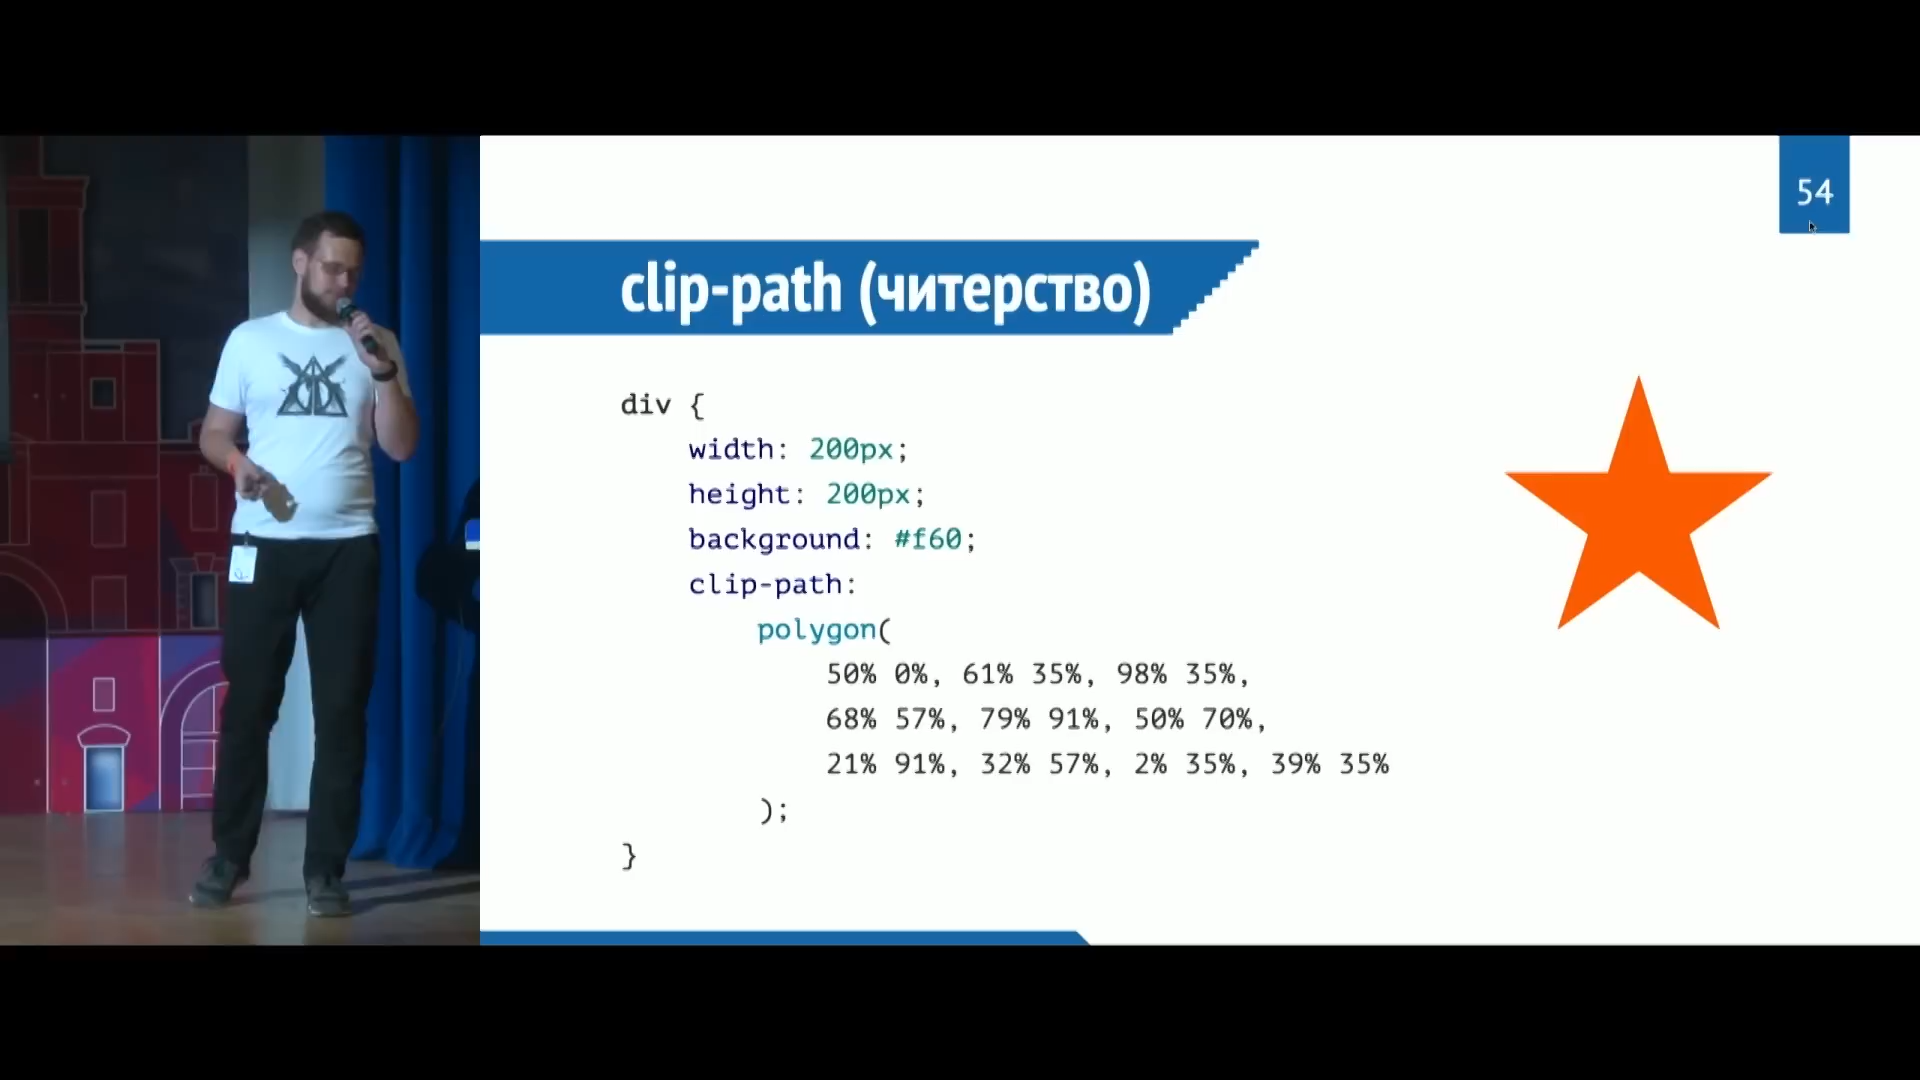 54
clip-path (читерство)
div {
width: 200px;
height: 200px;
background: #f60;
clip-path:
polygon(
50% 0%, 61% 35%, 98% 35%,
68% 57%, 79% 91%, 50% 70%,
21% 91%, 32% 57%, 2% 35%, 39% 35%
);
}